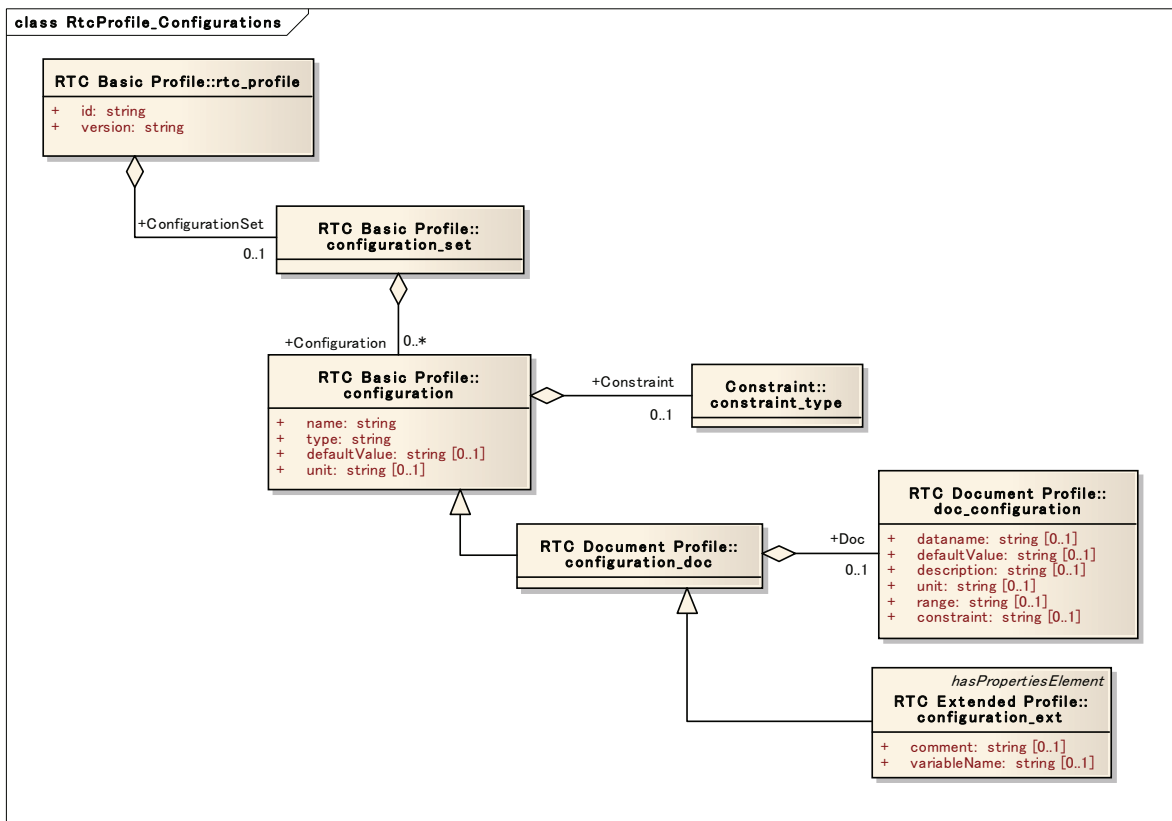 class RtcProfile_Configurations
RTC Basic Profile::rtc_profile
+ id: string
+ version: string
+ConfigurationSet
0..1
RTC Basic Profile::
configuration_set
+Configuration
0..*
RTC Basic Profile::
configuration
+ name: string
+ type: string
+ defaultValue: string [0..1]
+ unit: string [0..1]
+Constraint
0..1
Constraint::
constraint_type
RTC Document Profile::
configuration_doc
+Doc
0..1
RTC Document Profile::
doc_configuration
+ dataname: string [0..1]
+ defaultValue: string [0..1]
+ description: string [0..1]
+ unit: string [0..1]
+ range: string [0..1]
+ constraint: string [0..1]
hasPropertiesElement
RTC Extended Profile::
configuration_ext
+ comment: string [0..1]
+ variableName: string [0..1]